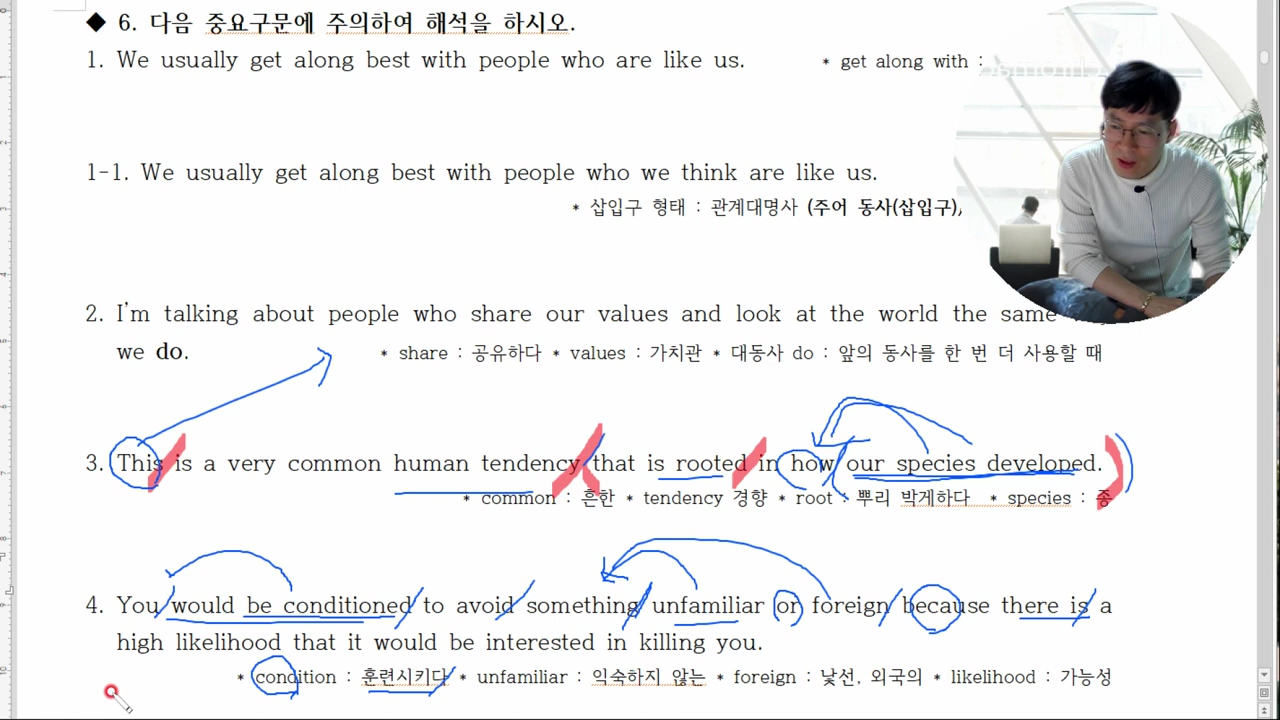 ◆ 6. 다음 중요구문에 주의하여 해석을 하시오.
1. We usually get along best with people who are like us. * get along with :
1-1. We usually get along best with people who we think are like us.
* 삽입구 형태 : 관계대명사 (주어 동사(삽입구),
2. I'm talking about people who share our values and look at the world the same
we do. * share : 공유하다 * values : 가치관 * 대동사 do : 앞의 동사를 한 번 더 사용할 때
3. This is a very common human tendency that is rooted in how our species developed.
* common : 흔한 * tendency 경향 * root : 뿌리 박게하다 * species : 종
4. You would be conditioned to avoid something unfamiliar or foreign because there is a
high likelihood that it would be interested in killing you.
* condition : 훈련시키다 * unfamiliar : 익숙하지 않는 * foreign : 낯선, 외국의 * likelihood : 가능성